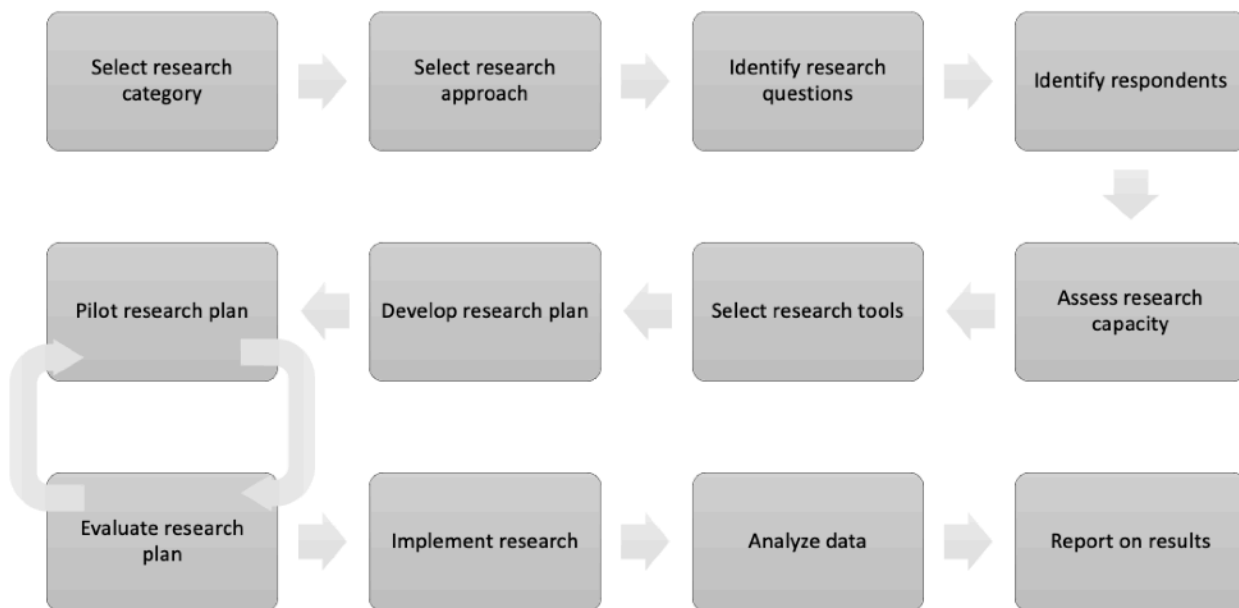 Select research
category
Select research
approach
Identify research
questions
Identify respondents
Assess research
capacity
Select research tools
Develop research plan
Pilot research plan
Evaluate research
plan
Implement research
Analyze data
Report on results